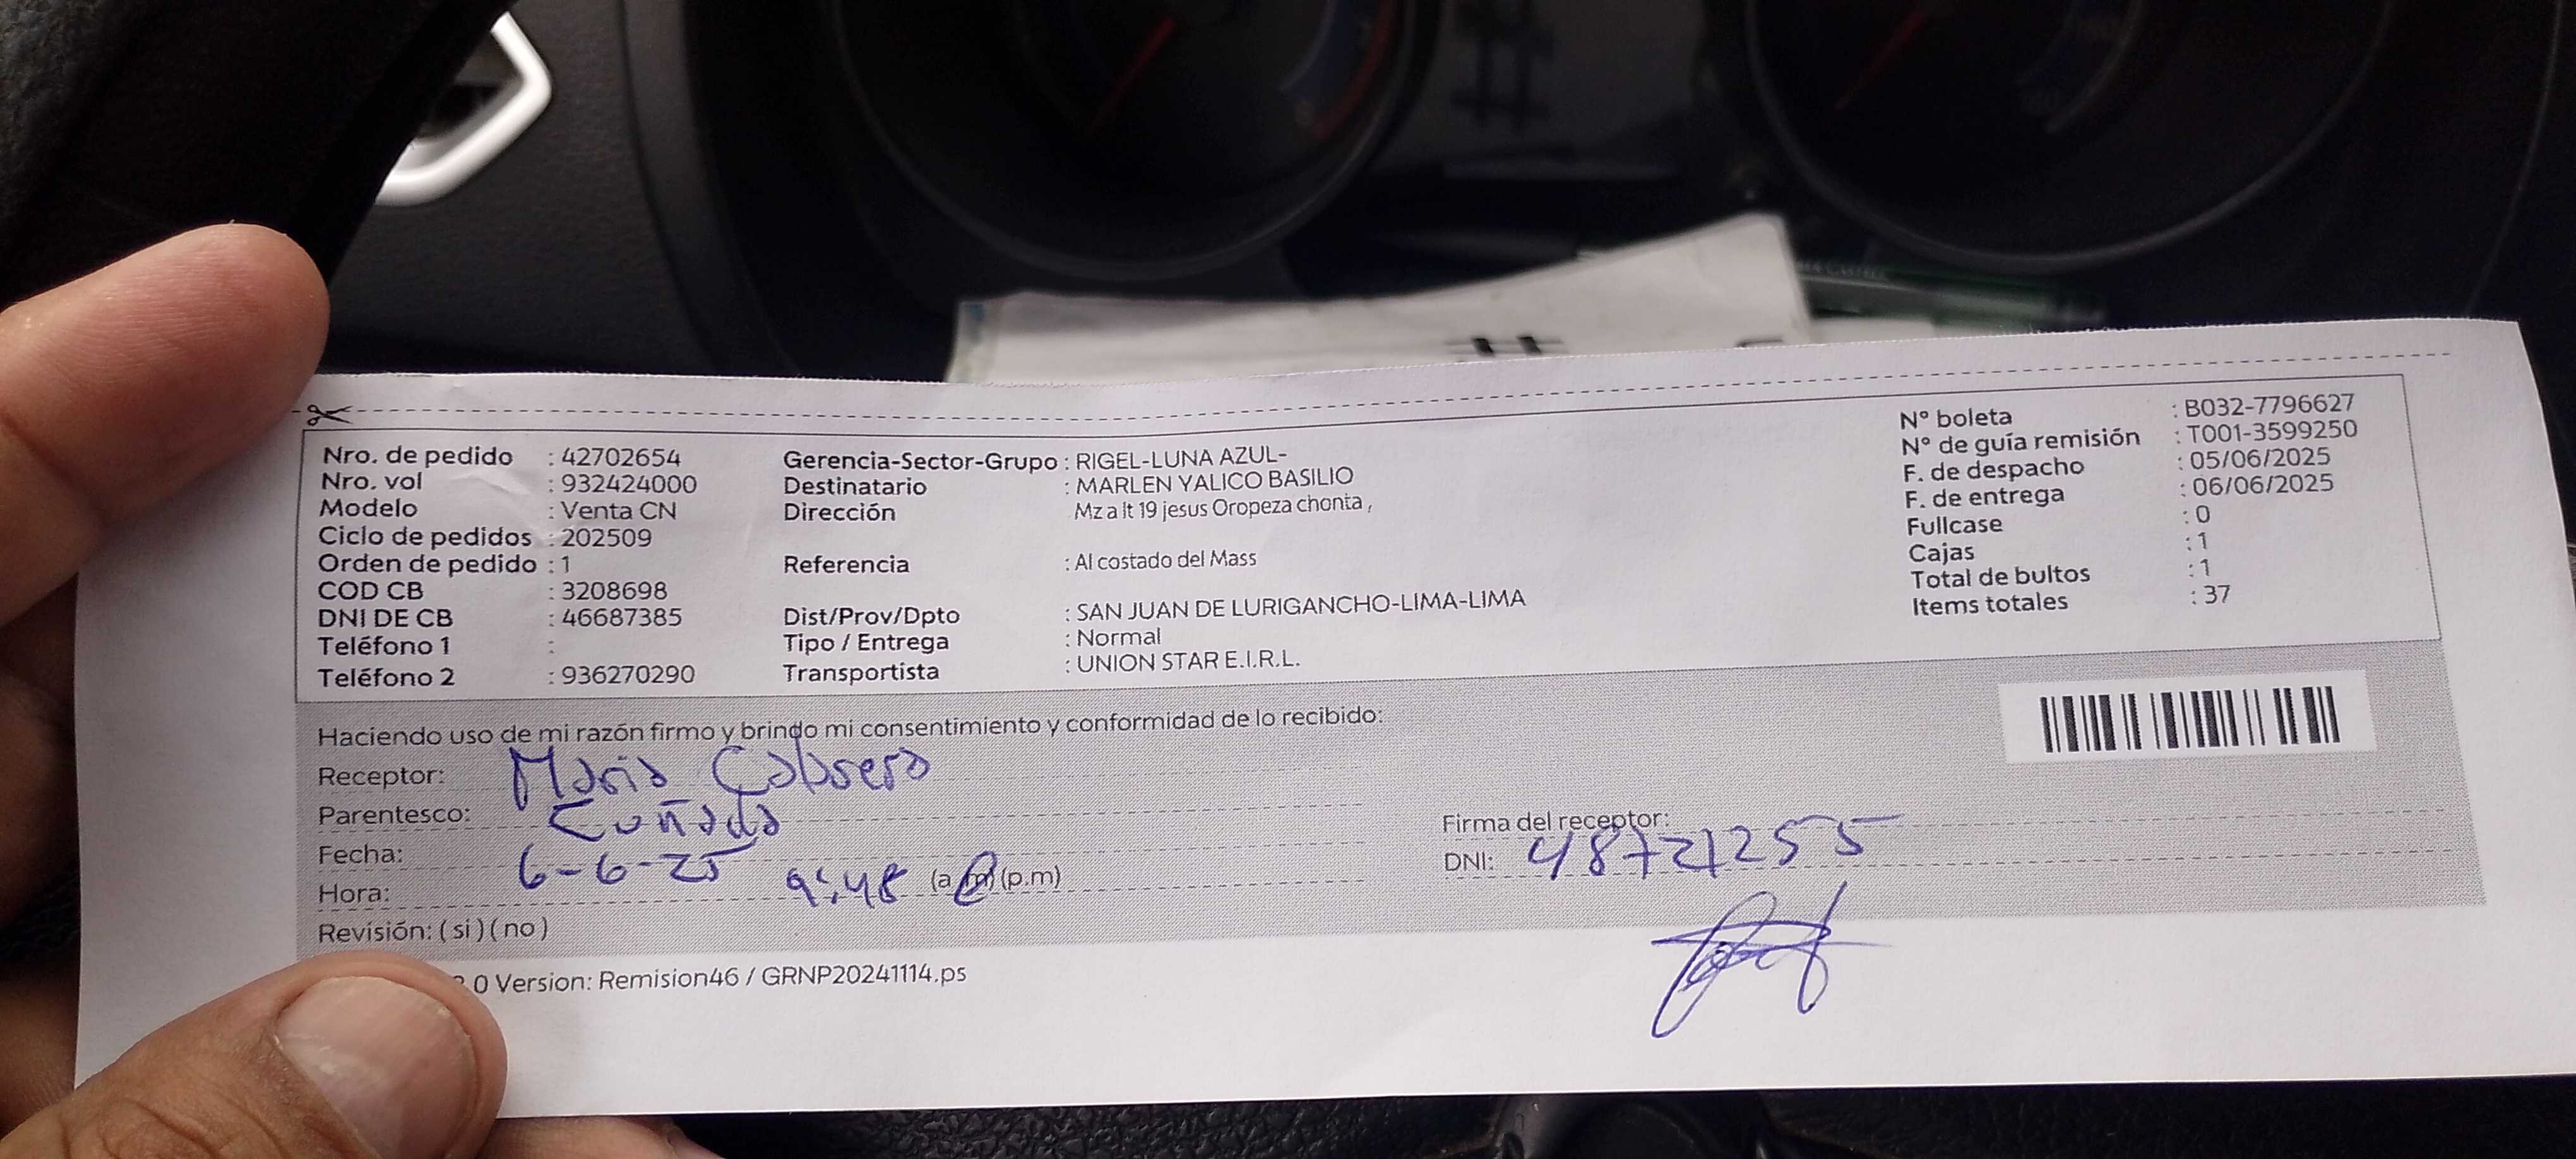 Nro. de pedido : 42702654
Nro. vol : 932424000
Modelo : Venta CN
Ciclo de pedidos : 202509
Orden de pedido : 1
COD CB : 3208698
DNI DE CB : 46687385
Teléfono 1 :
Teléfono 2 : 936270290
Gerencia-Sector-Grupo : RIGEL-LUNA AZUL-
Destinatario : MARLEN YALICO BASILIO
Dirección Mz a lt 19 jesus Oropeza chonta ,
Referencia : Al costado del Mass
Dist/Prov/Dpto : SAN JUAN DE LURIGANCHO-LIMA-LIMA
Tipo / Entrega : Normal
Transportista : UNION STAR E.I.R.L.
N° boleta : B032-7796627
N° de guía remisión : T001-3599250
F. de despacho : 05/06/2025
F. de entrega : 06/06/2025
Fullcase : 0
Cajas : 1
Total de bultos : 1
Items totales : 37
Haciendo uso de mi razón firmo y brindo mi consentimiento y conformidad de lo recibido:
Receptor: Maria Cabrera
Parentesco: Cuñada
Fecha: 6-6-25
Hora: 9:48 (a.m) (p.m)
Revisión: ( si ) ( no )
Firma del receptor:
DNI: 48721255
0 Version: Remision46 / GRNP20241114.ps